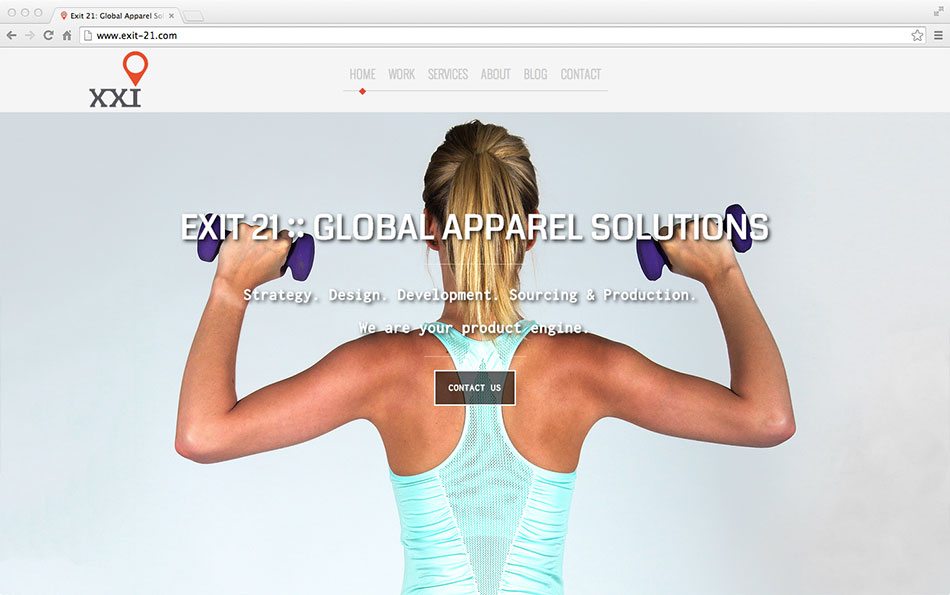 Exit 21: Global Apparel Sol
www.exit-21.com
XXI
HOME WORK SERVICES ABOUT BLOG CONTACT
EXIT 21 :: GLOBAL APPAREL SOLUTIONS
Strategy. Design. Development. Sourcing & Production.
We are your product engine.
CONTACT US